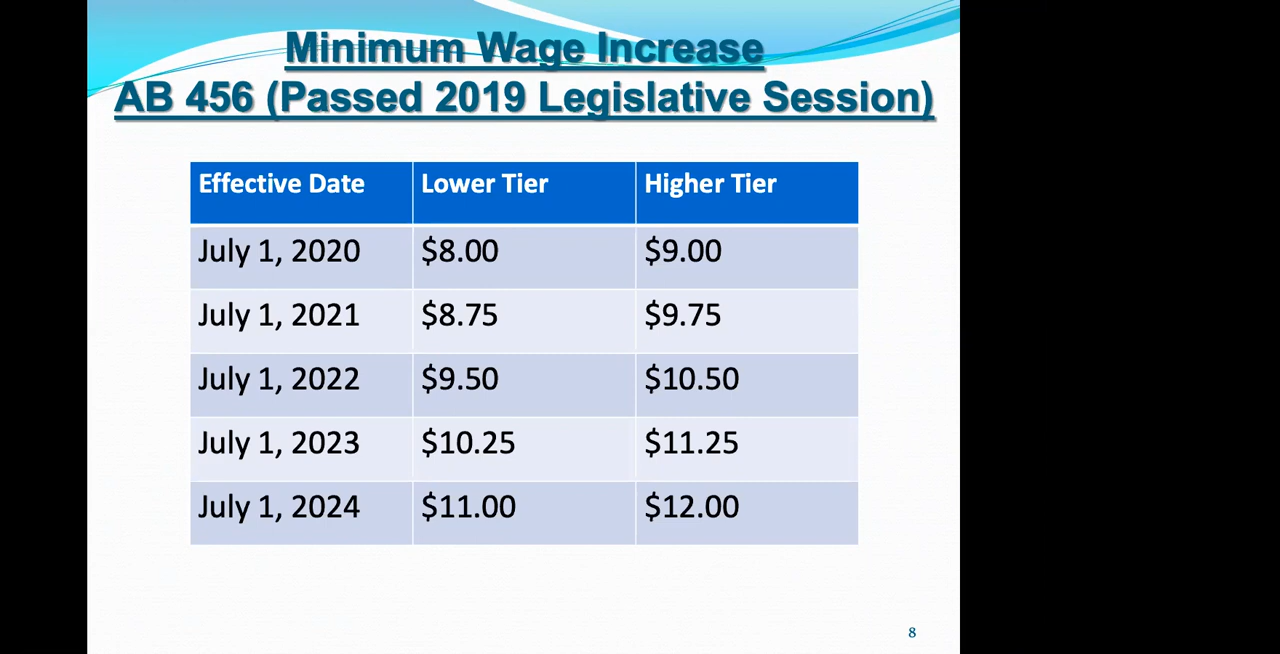 Minimum Wage Increase
AB 456 (Passed 2019 Legislative Session)
Effective Date Lower Tier Higher Tier
July 1, 2020 $8.00 $9.00
July 1, 2021 $8.75 $9.75
July 1, 2022 $9.50 $10.50
July 1, 2023 $10.25 $11.25
July 1, 2024 $11.00 $12.00
8